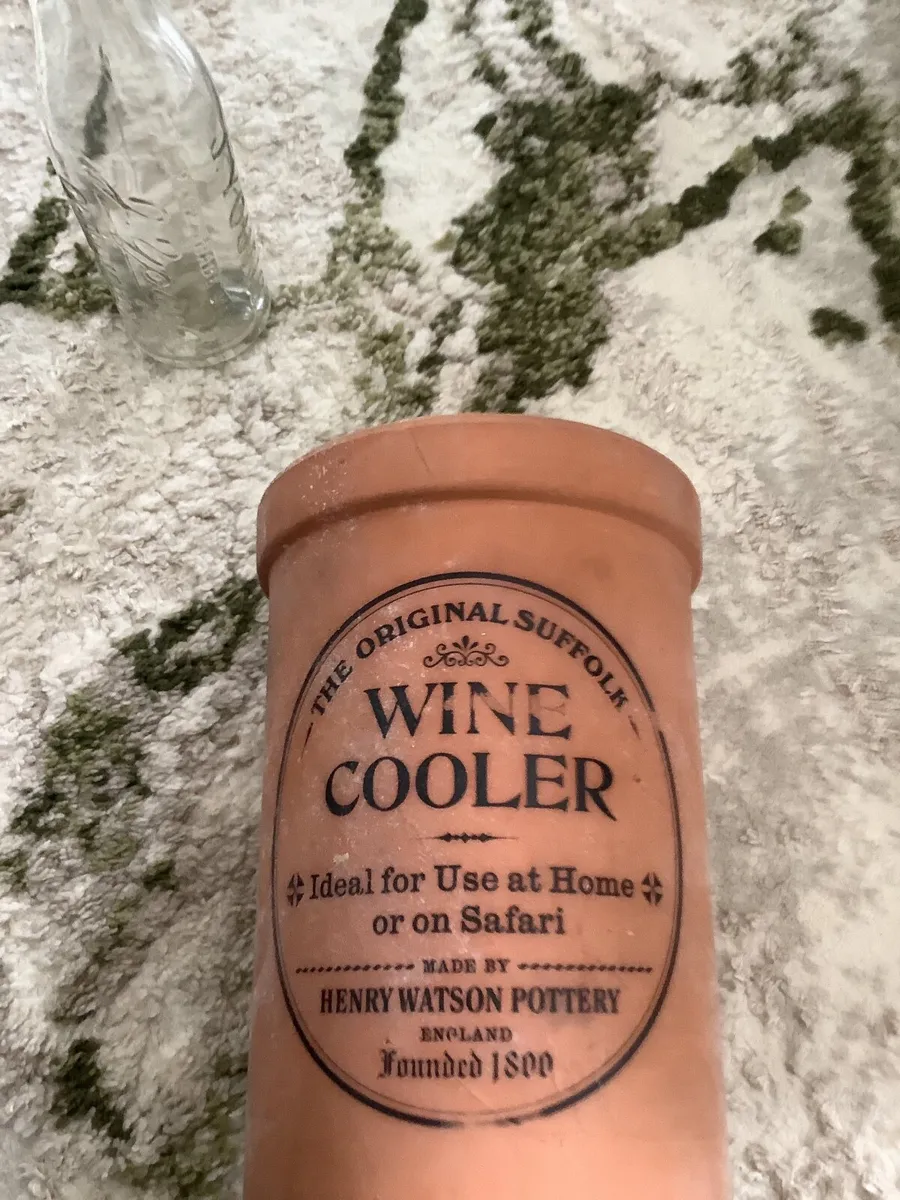 THE ORIGINAL SUFFOLK
WINE
COOLER
Ideal for Use at Home
or on Safari
MADE BY
HENRY WATSON POTTERY
ENGLAND
Founded 1800